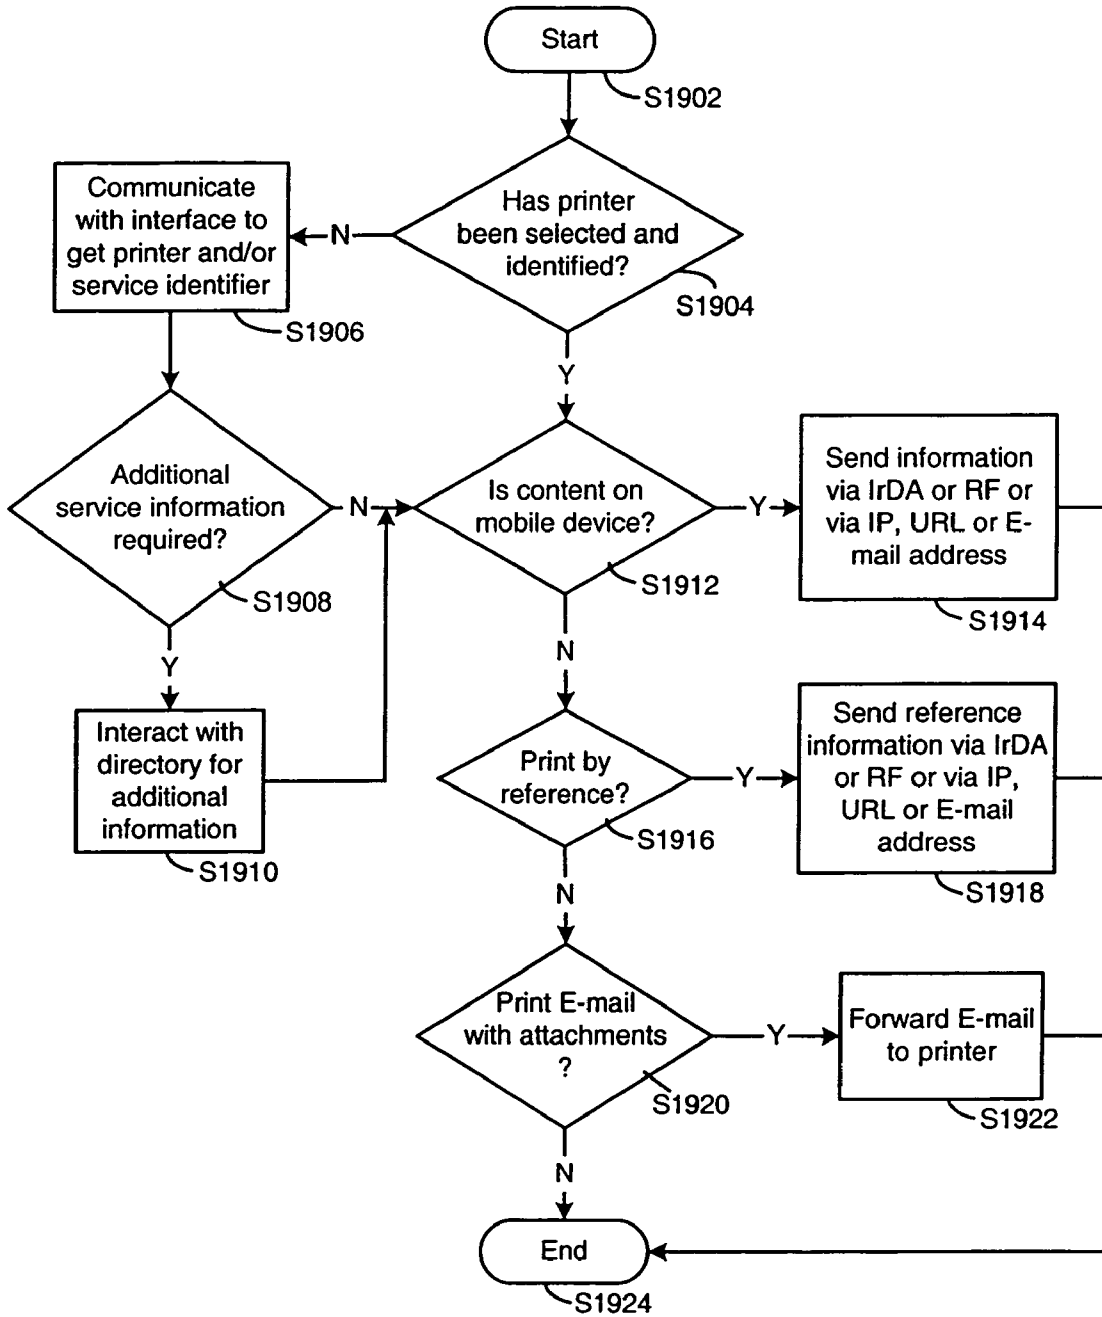 Start
S1902
Has printer
been selected and
identified?
S1904
N
Communicate
with interface to
get printer and/or
service identifier
S1906
Y
Additional
service information
required?
S1908
N
Y
Interact with
directory for
additional
information
S1910
Is content on
mobile device?
S1912
Y
Send information
via IrDA or RF or
via IP, URL or E-
mail address
S1914
N
Print by
reference?
S1916
Y
Send reference
information via IrDA
or RF or via IP,
URL or E-mail
address
S1918
N
Print E-mail
with attachments
?
S1920
Y
Forward E-mail
to printer
S1922
N
End
S1924